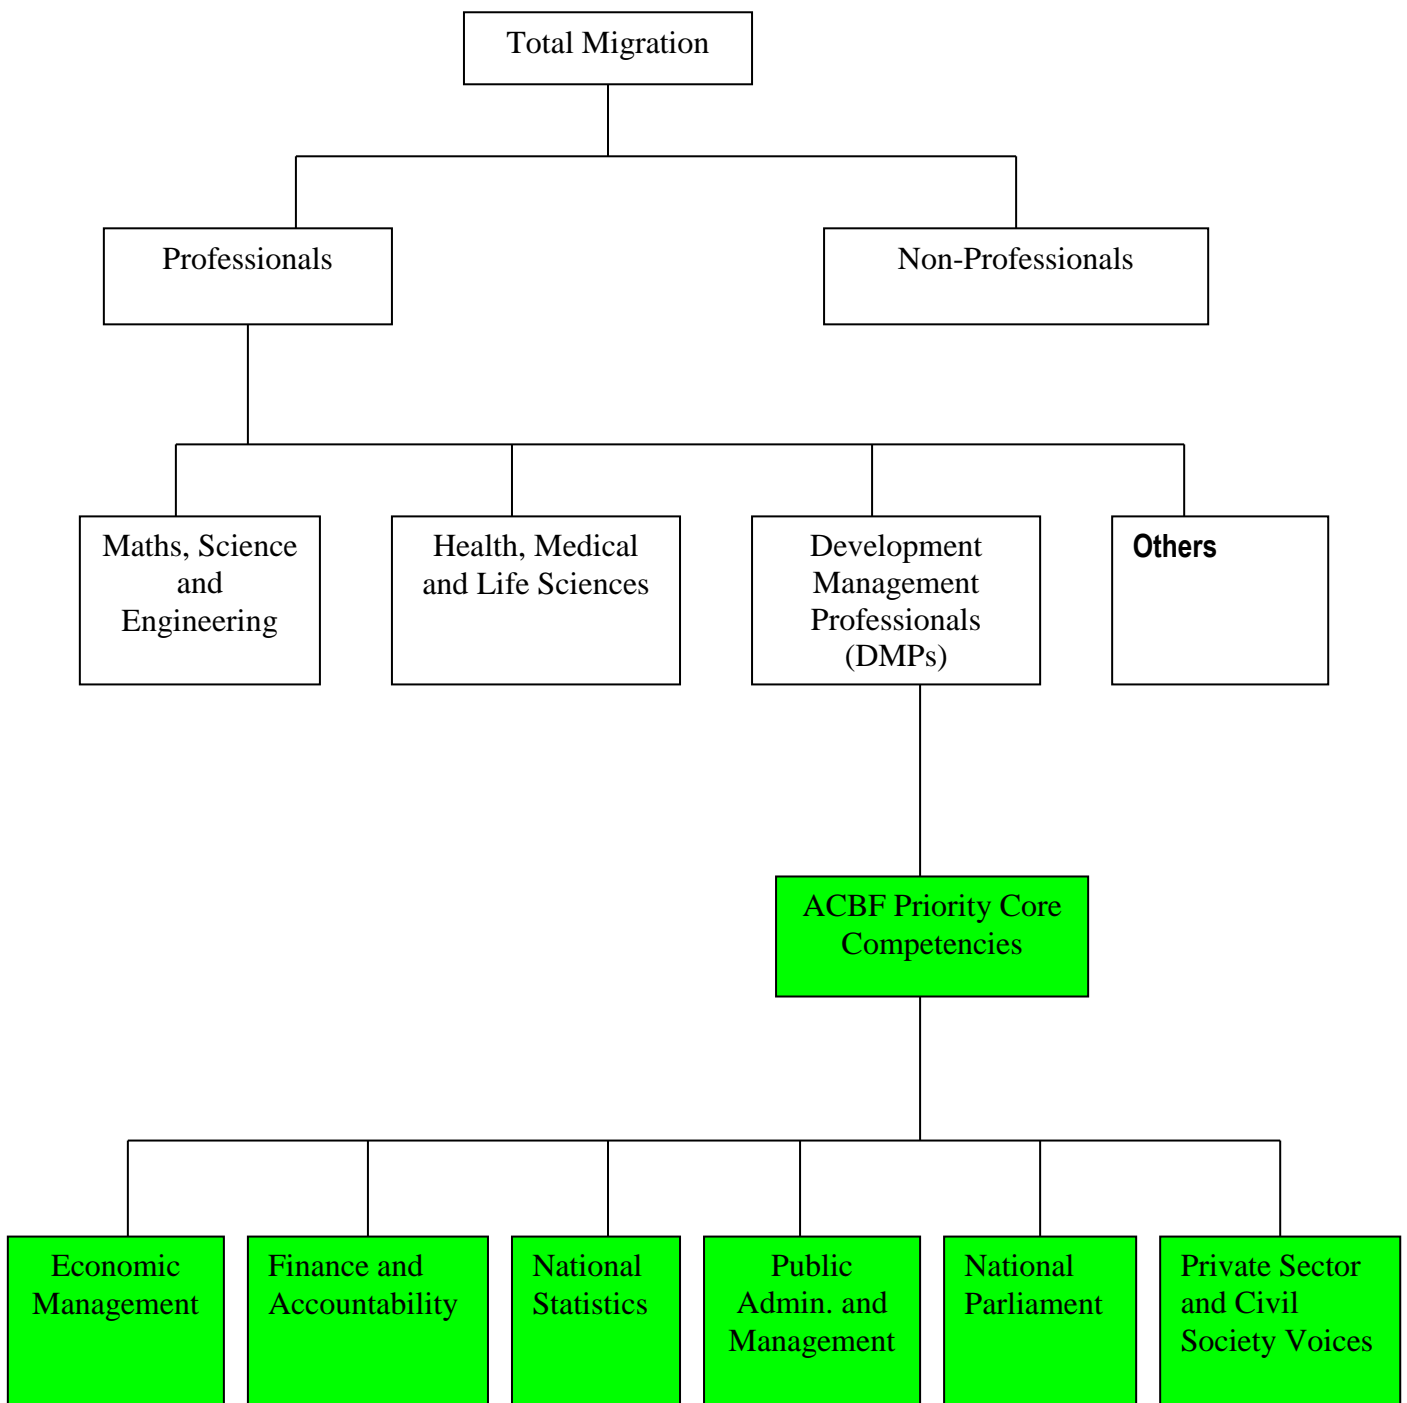 Total Migration
Professionals
Non-Professionals
Maths, Science
and
Engineering
Health, Medical
and Life Sciences
Development
Management
Professionals
(DMPs)
Others
ACBF Priority Core
Competencies
Economic
Management
Finance and
Accountability
National
Statistics
Public
Admin. and
Management
National
Parliament
Private Sector
and Civil
Society Voices